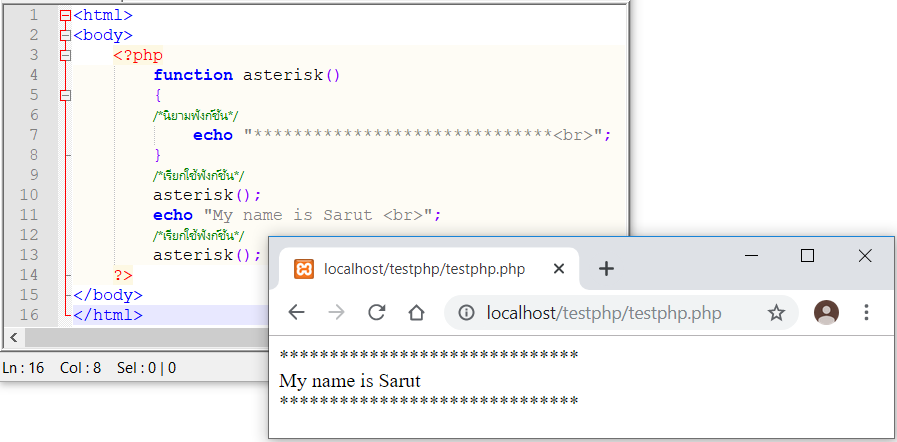 1 <html>
2 <body>
3 <?php
4 function asterisk()
5 {
6 /*นิยามฟังก์ชัน*/
7 echo "******************************<br>";
8 }
9 /*เรียกใช้ฟังก์ชัน*/
10 asterisk();
11 echo "My name is Sarut <br>";
12 /*เรียกใช้ฟังก์ชัน*/
13 asterisk();
14 ?>
15 </body>
16 </html>
Ln : 16 Col : 8 Sel : 0 | 0
localhost/testphp/testphp.php
localhost/testphp/testphp.php
******************************
My name is Sarut
******************************